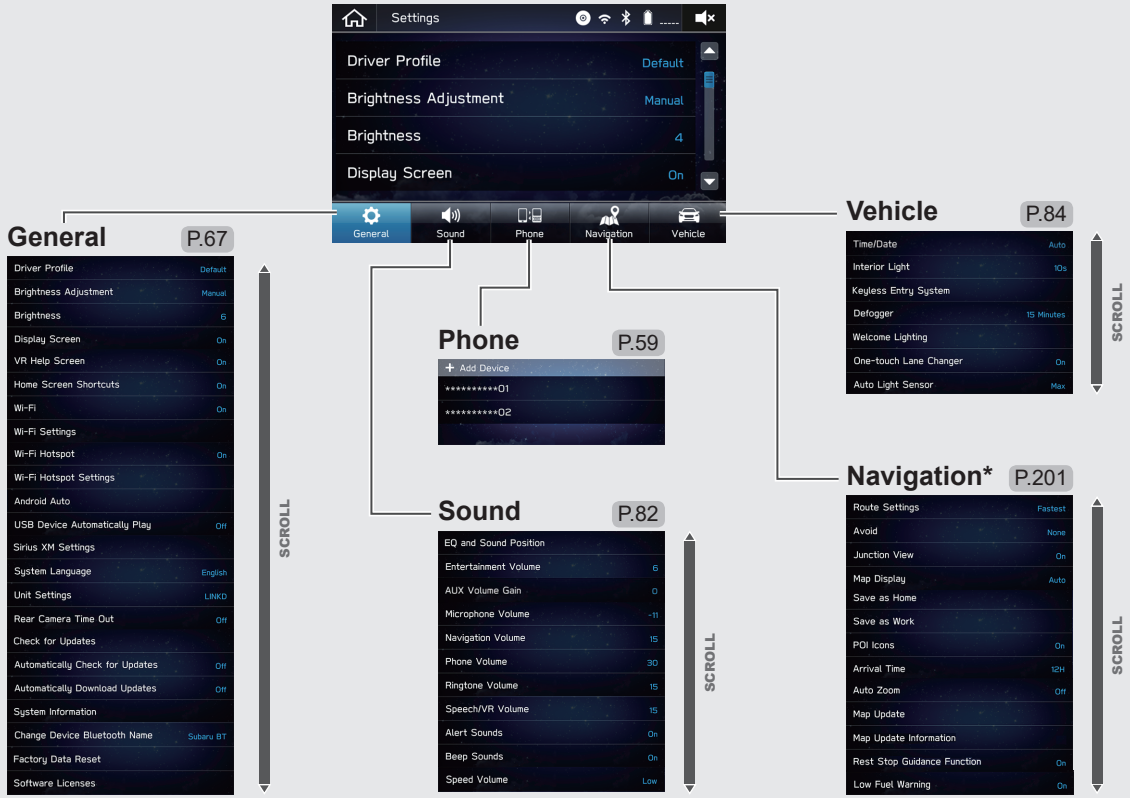 Settings
Driver Profile Default
Brightness Adjustment Manual
Brightness 4
Display Screen On
General Sound Phone Navigation Vehicle
General P.67
Driver Profile Default
Brightness Adjustment Manual
Brightness 6
Display Screen On
VR Help Screen On
Home Screen Shortcuts On
Wi-Fi On
Wi-Fi Settings
Wi-Fi Hotspot On
Wi-Fi Hotspot Settings
Android Auto
USB Device Automatically Play Off
Sirius XM Settings
System Language English
Unit Settings LINKD
Rear Camera Time Out Off
Check for Updates
Automatically Check for Updates Off
Automatically Download Updates Off
System Information
Change Device Bluetooth Name Subaru BT
Factory Data Reset
Software Licenses
SCROLL
Phone P.59
+ Add Device
**********01
**********02
Sound P.82
EQ and Sound Position
Entertainment Volume 6
AUX Volume Gain 0
Microphone Volume -11
Navigation Volume 15
Phone Volume 30
Ringtone Volume 15
Speech/VR Volume 15
Alert Sounds On
Beep Sounds On
Speed Volume Low
SCROLL
Vehicle P.84
Time/Date Auto
Interior Light 10s
Keyless Entry System
Defogger 15 Minutes
Welcome Lighting
One-touch Lane Changer On
Auto Light Sensor Max
SCROLL
Navigation* P.201
Route Settings Fastest
Avoid None
Junction View On
Map Display Auto
Save as Home
Save as Work
POI Icons On
Arrival Time 12H
Auto Zoom Off
Map Update
Map Update Information
Rest Stop Guidance Function On
Low Fuel Warning On
SCROLL